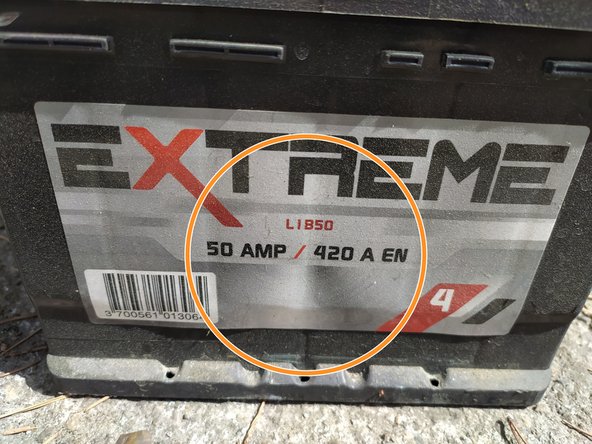 EXTREME
L1B50
50 AMP / 420 A EN
4
3 700561 01306